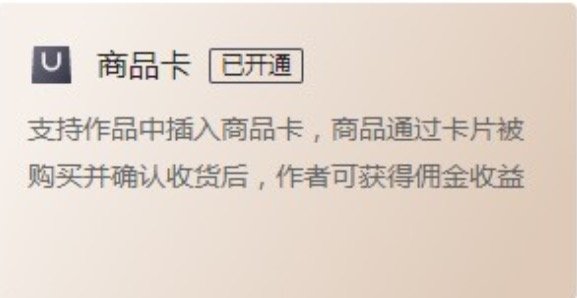 商品卡 已开通
支持作品中插入商品卡，商品通过卡片被
购买并确认收货后，作者可获得佣金收益